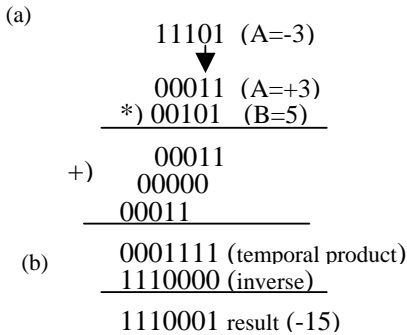 (a)
11101 (A=-3)
00011 (A=+3)
*) 00101 (B=5)
00011
+)
00000
00011
0001111 (temporal product)
(b)
1110000 (inverse)
1110001 result (-15)